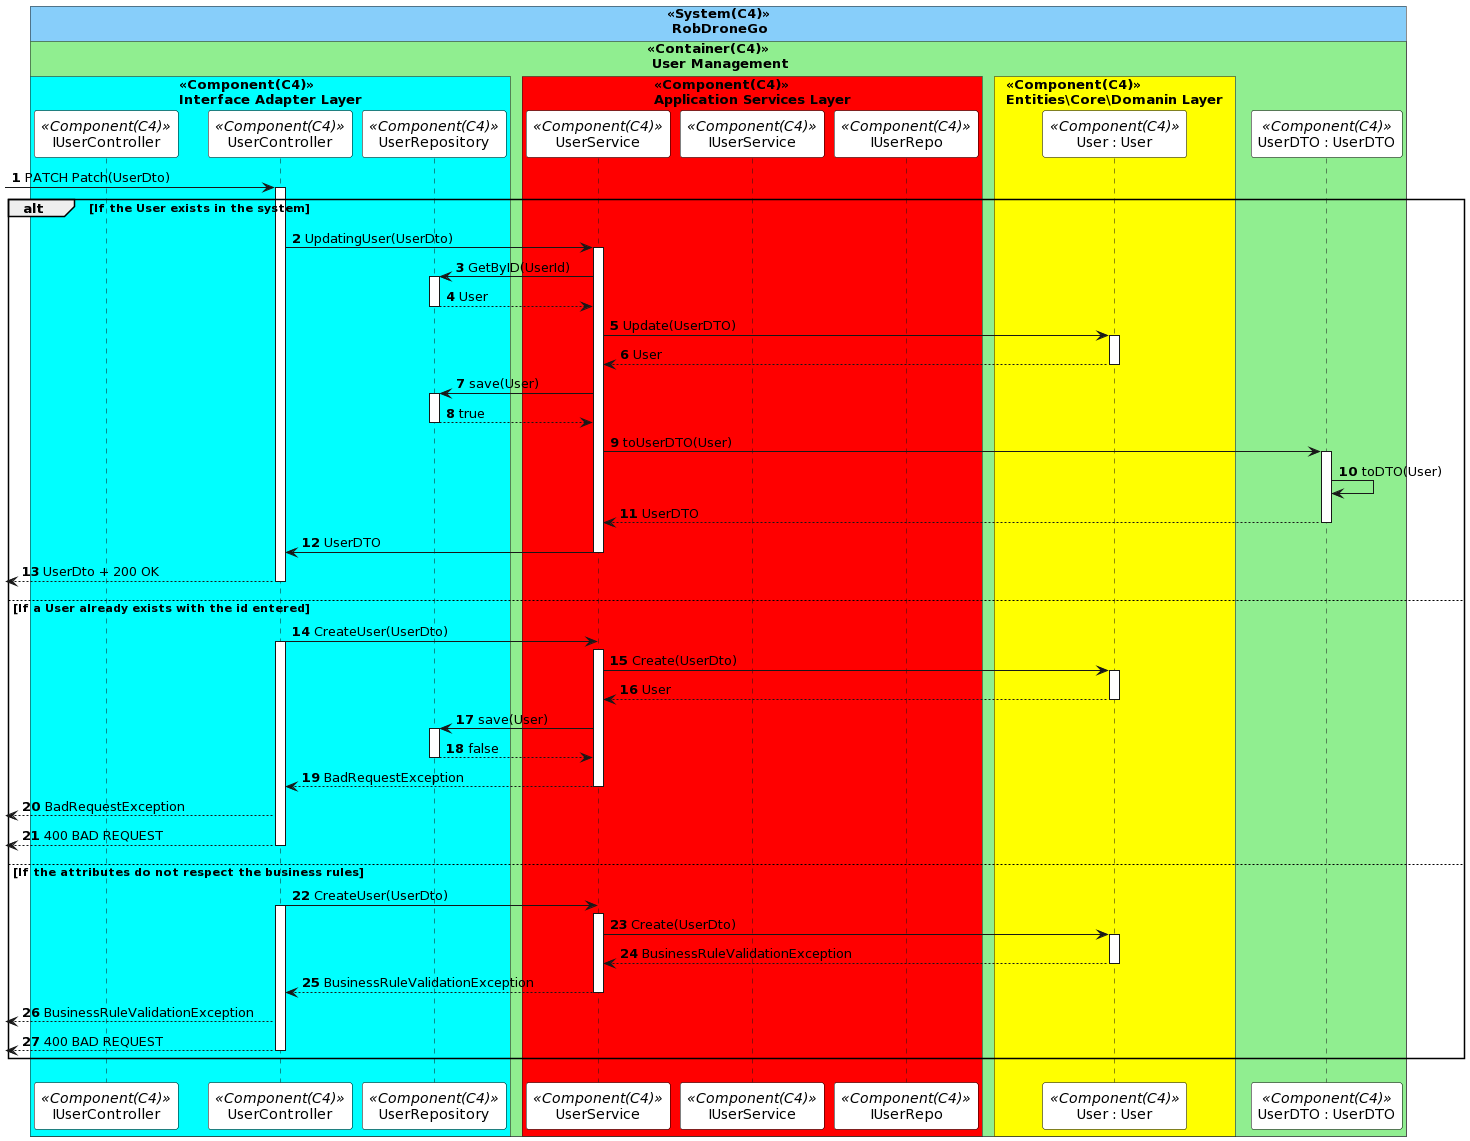 «System(C4)»
RobDroneGo
«Container(C4)»
User Management
«Component(C4)»
Interface Adapter Layer
«Component(C4)»
Application Services Layer
«Component(C4)»
Entities\Core\Domanin Layer
«Component(C4)»
IUserController
«Component(C4)»
UserController
«Component(C4)»
UserRepository
«Component(C4)»
UserService
«Component(C4)»
IUserService
«Component(C4)»
IUserRepo
«Component(C4)»
User : User
«Component(C4)»
UserDTO : UserDTO
1 PATCH Patch(UserDto)
alt [If the User exists in the system]
2 UpdatingUser(UserDto)
3 GetByID(UserId)
4 User
5 Update(UserDTO)
6 User
7 save(User)
8 true
9 toUserDTO(User)
10 toDTO(User)
11 UserDTO
12 UserDTO
13 UserDto + 200 OK
[If a User already exists with the id entered]
14 CreateUser(UserDto)
15 Create(UserDto)
16 User
17 save(User)
18 false
19 BadRequestException
20 BadRequestException
21 400 BAD REQUEST
[If the attributes do not respect the business rules]
22 CreateUser(UserDto)
23 Create(UserDto)
24 BusinessRuleValidationException
25 BusinessRuleValidationException
26 BusinessRuleValidationException
27 400 BAD REQUEST
«Component(C4)»
IUserController
«Component(C4)»
UserController
«Component(C4)»
UserRepository
«Component(C4)»
UserService
«Component(C4)»
IUserService
«Component(C4)»
IUserRepo
«Component(C4)»
User : User
«Component(C4)»
UserDTO : UserDTO